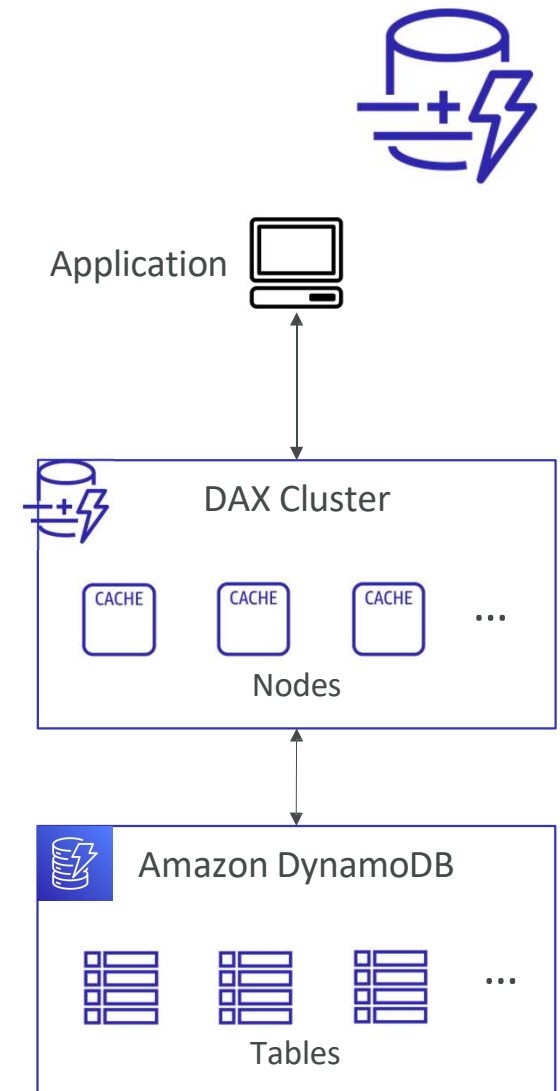 Application
DAX Cluster
CACHE CACHE CACHE ...
Nodes
Amazon DynamoDB
...
Tables